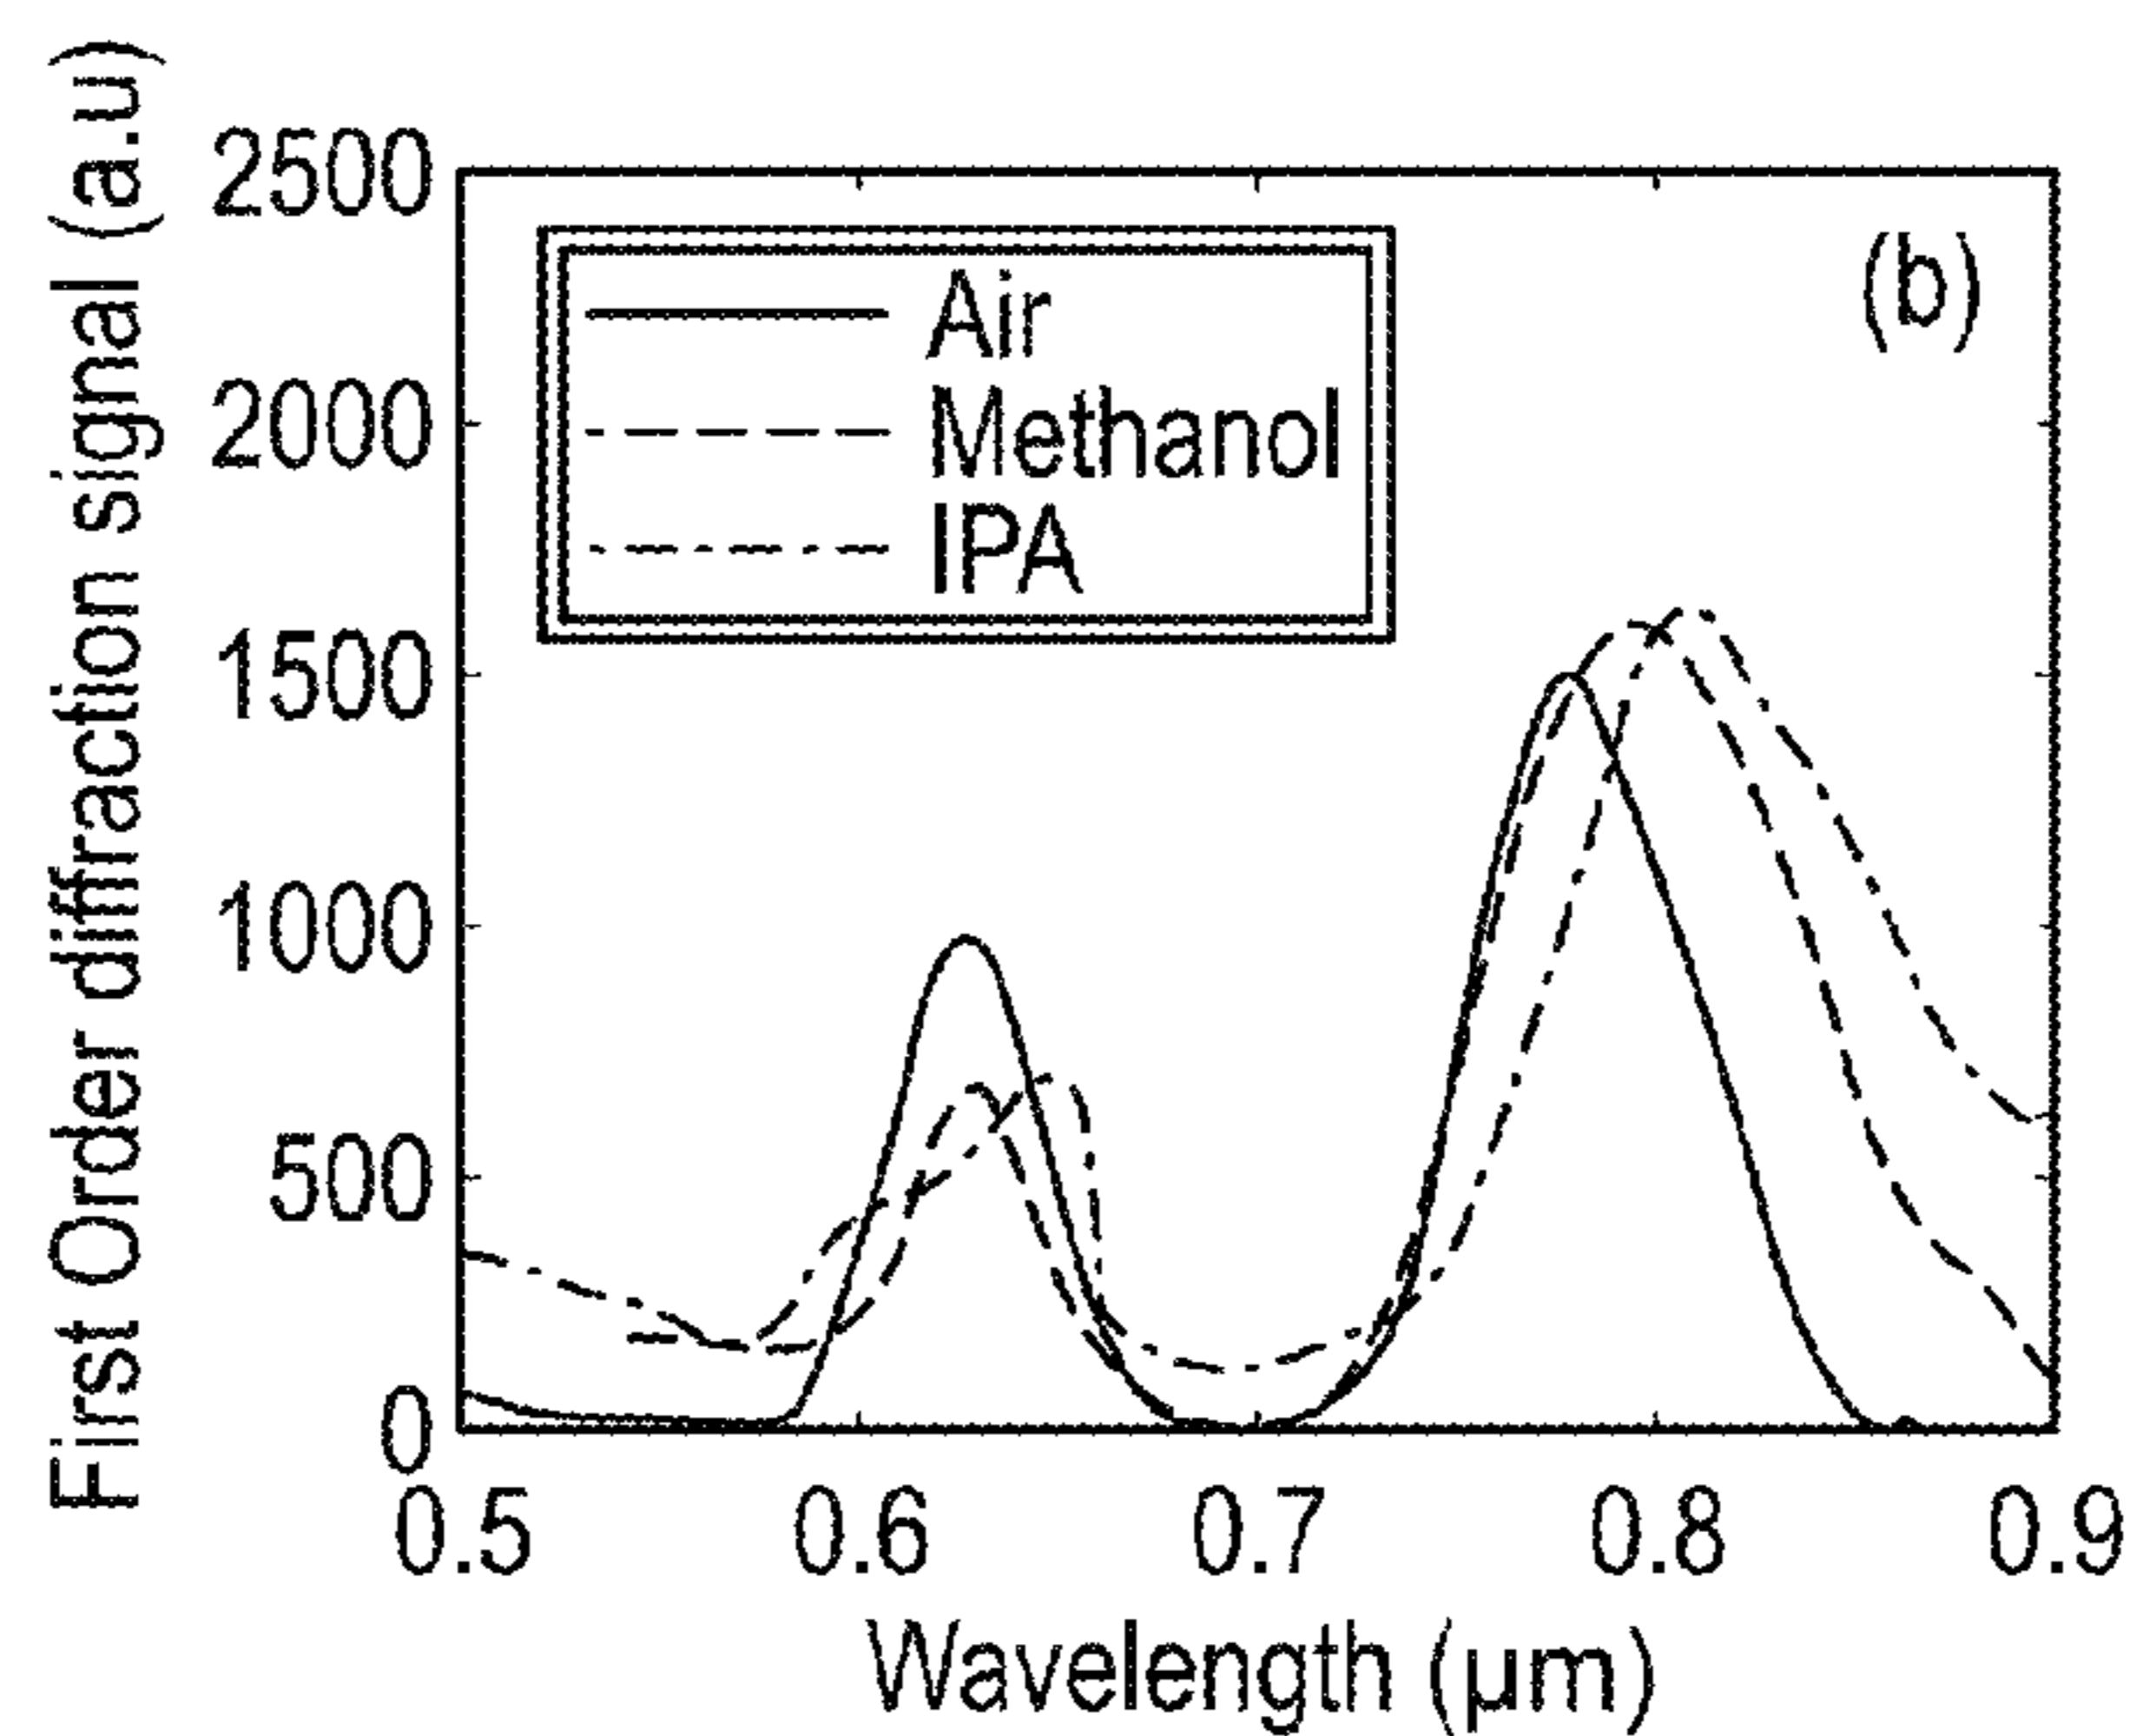 First Order diffraction signal (a.u)
2500
2000
1500
1000
500
0
(b)
Air
Methanol
IPA
0.5 0.6 0.7 0.8 0.9
Wavelength (µm)